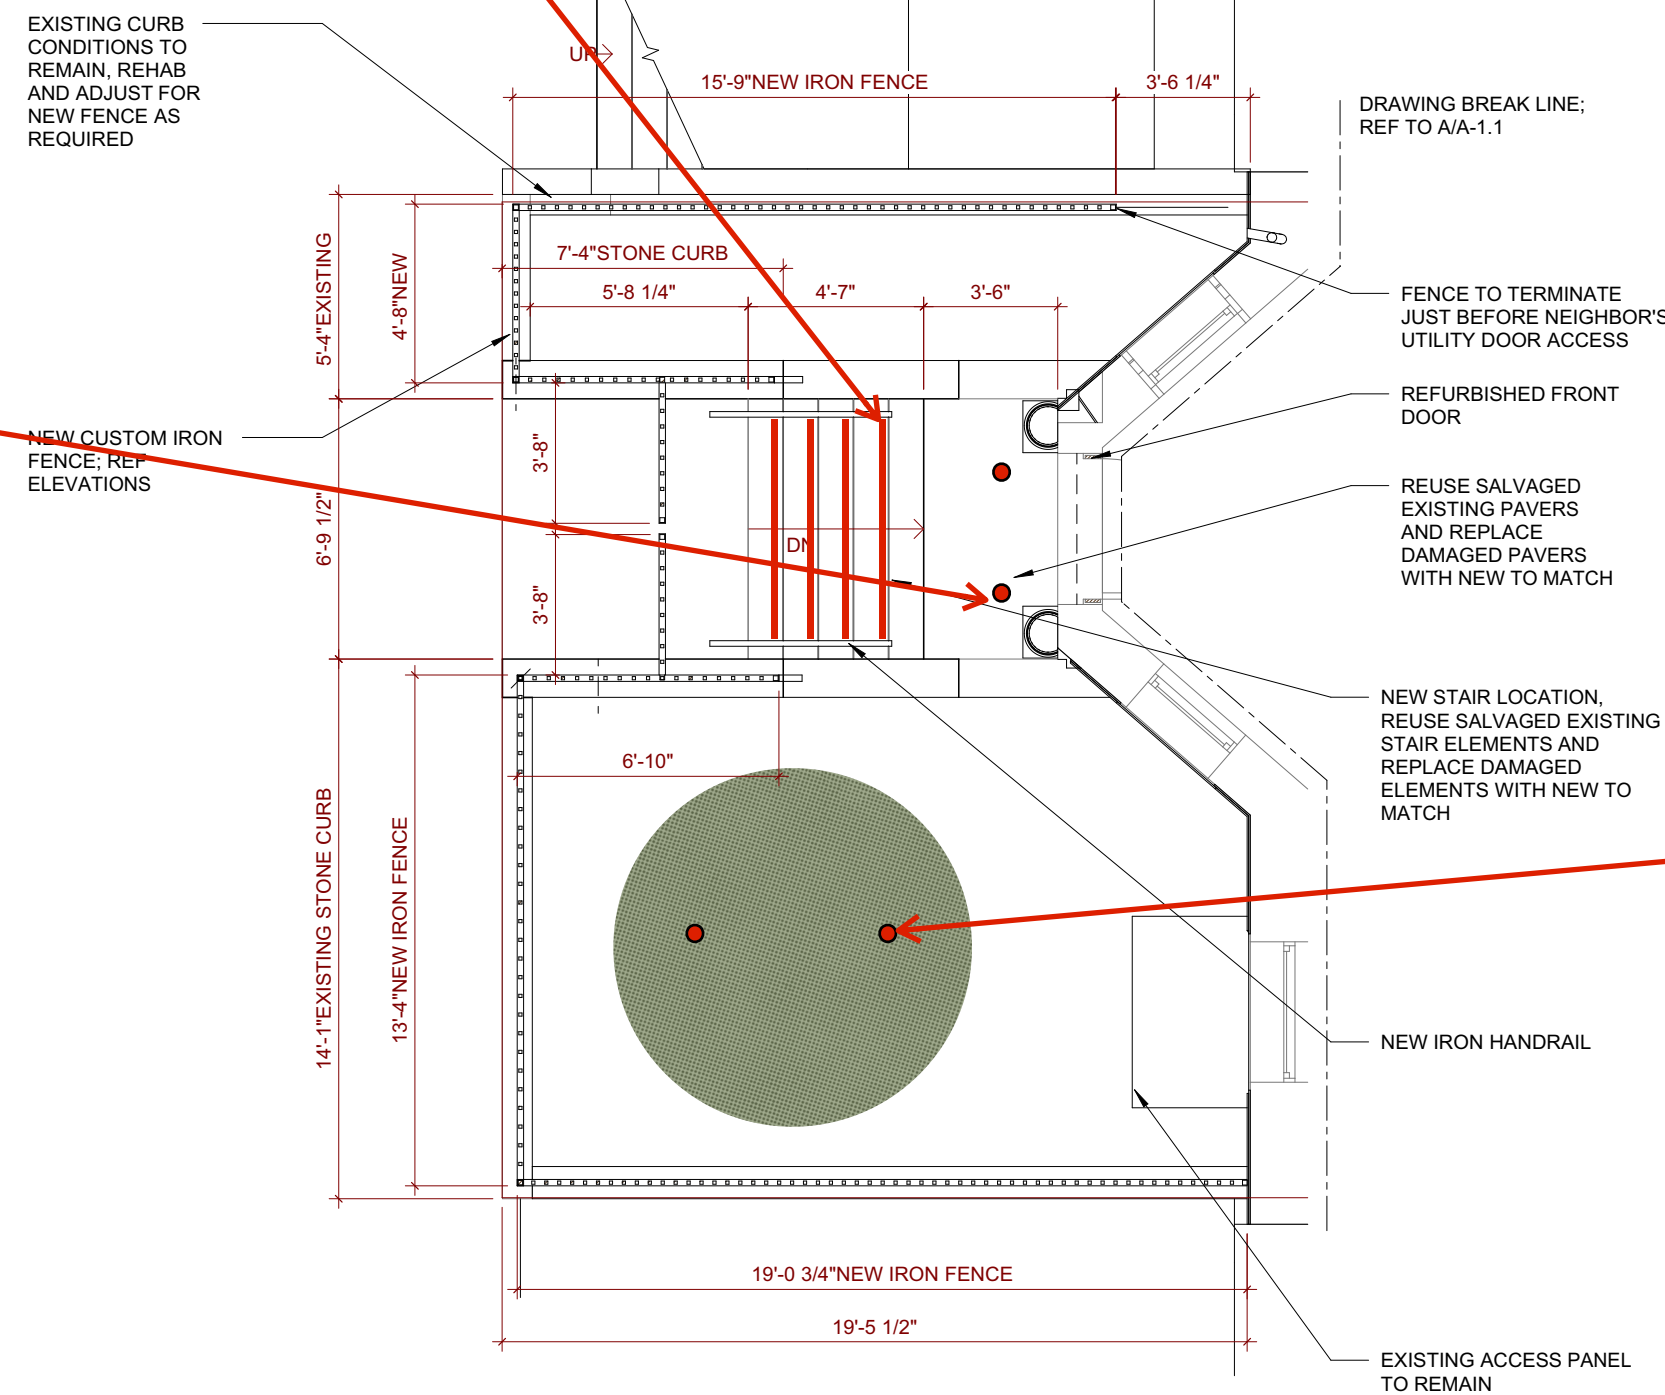 EXISTING CURB
CONDITIONS TO
REMAIN, REHAB
AND ADJUST FOR
NEW FENCE AS
REQUIRED
UP
15'-9"NEW IRON FENCE
3'-6 1/4"
DRAWING BREAK LINE;
REF TO A/A-1.1
5'-4"EXISTING
4'-8"NEW
7'-4"STONE CURB
5'-8 1/4"
4'-7"
3'-6"
FENCE TO TERMINATE
JUST BEFORE NEIGHBOR'S
UTILITY DOOR ACCESS
REFURBISHED FRONT
DOOR
NEW CUSTOM IRON
FENCE; REF
ELEVATIONS
6'-9 1/2"
3'-8"
3'-8"
DN
REUSE SALVAGED
EXISTING PAVERS
AND REPLACE
DAMAGED PAVERS
WITH NEW TO MATCH
NEW STAIR LOCATION,
REUSE SALVAGED EXISTING
STAIR ELEMENTS AND
REPLACE DAMAGED
ELEMENTS WITH NEW TO
MATCH
6'-10"
14'-1"EXISTING STONE CURB
13'-4"NEW IRON FENCE
NEW IRON HANDRAIL
19'-0 3/4"NEW IRON FENCE
19'-5 1/2"
EXISTING ACCESS PANEL
TO REMAIN